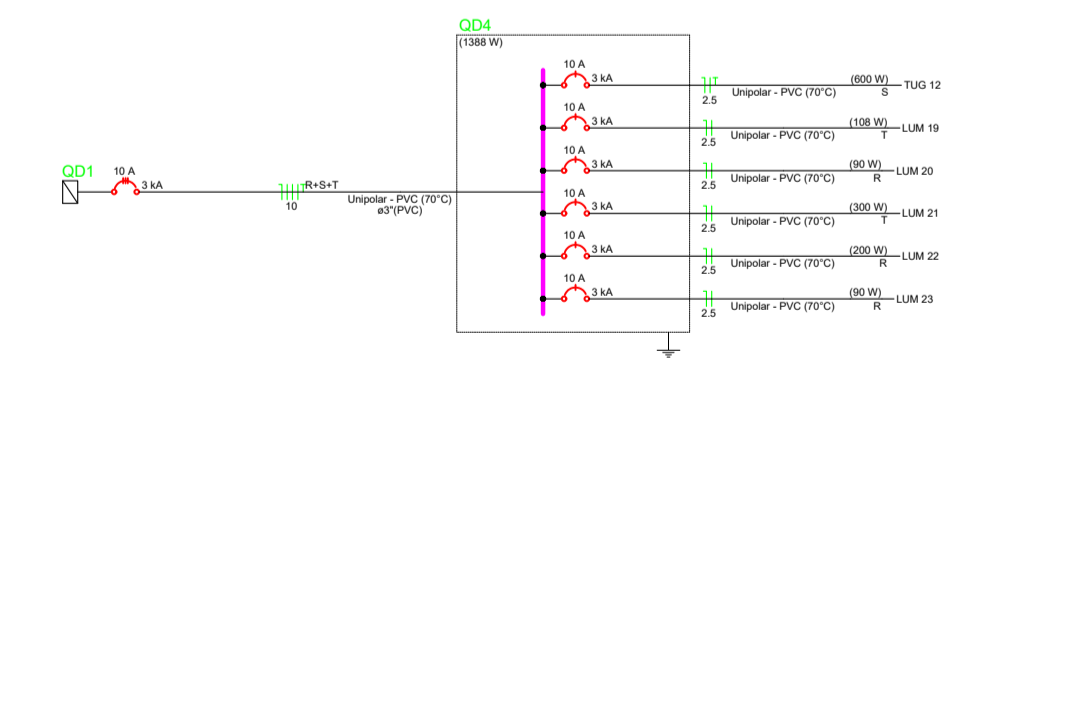 QD4
(1388 W)
10 A
3 kA
2.5
Unipolar - PVC (70°C)
(600 W)
S
TUG 12
10 A
3 kA
2.5
Unipolar - PVC (70°C)
(108 W)
T
LUM 19
10 A
3 kA
2.5
Unipolar - PVC (70°C)
(90 W)
R
LUM 20
QD1
10 A
3 kA
R+S+T
10
Unipolar - PVC (70°C)
ø3"(PVC)
10 A
3 kA
2.5
Unipolar - PVC (70°C)
(300 W)
T
LUM 21
10 A
3 kA
2.5
Unipolar - PVC (70°C)
(200 W)
R
LUM 22
10 A
3 kA
2.5
Unipolar - PVC (70°C)
(90 W)
R
LUM 23